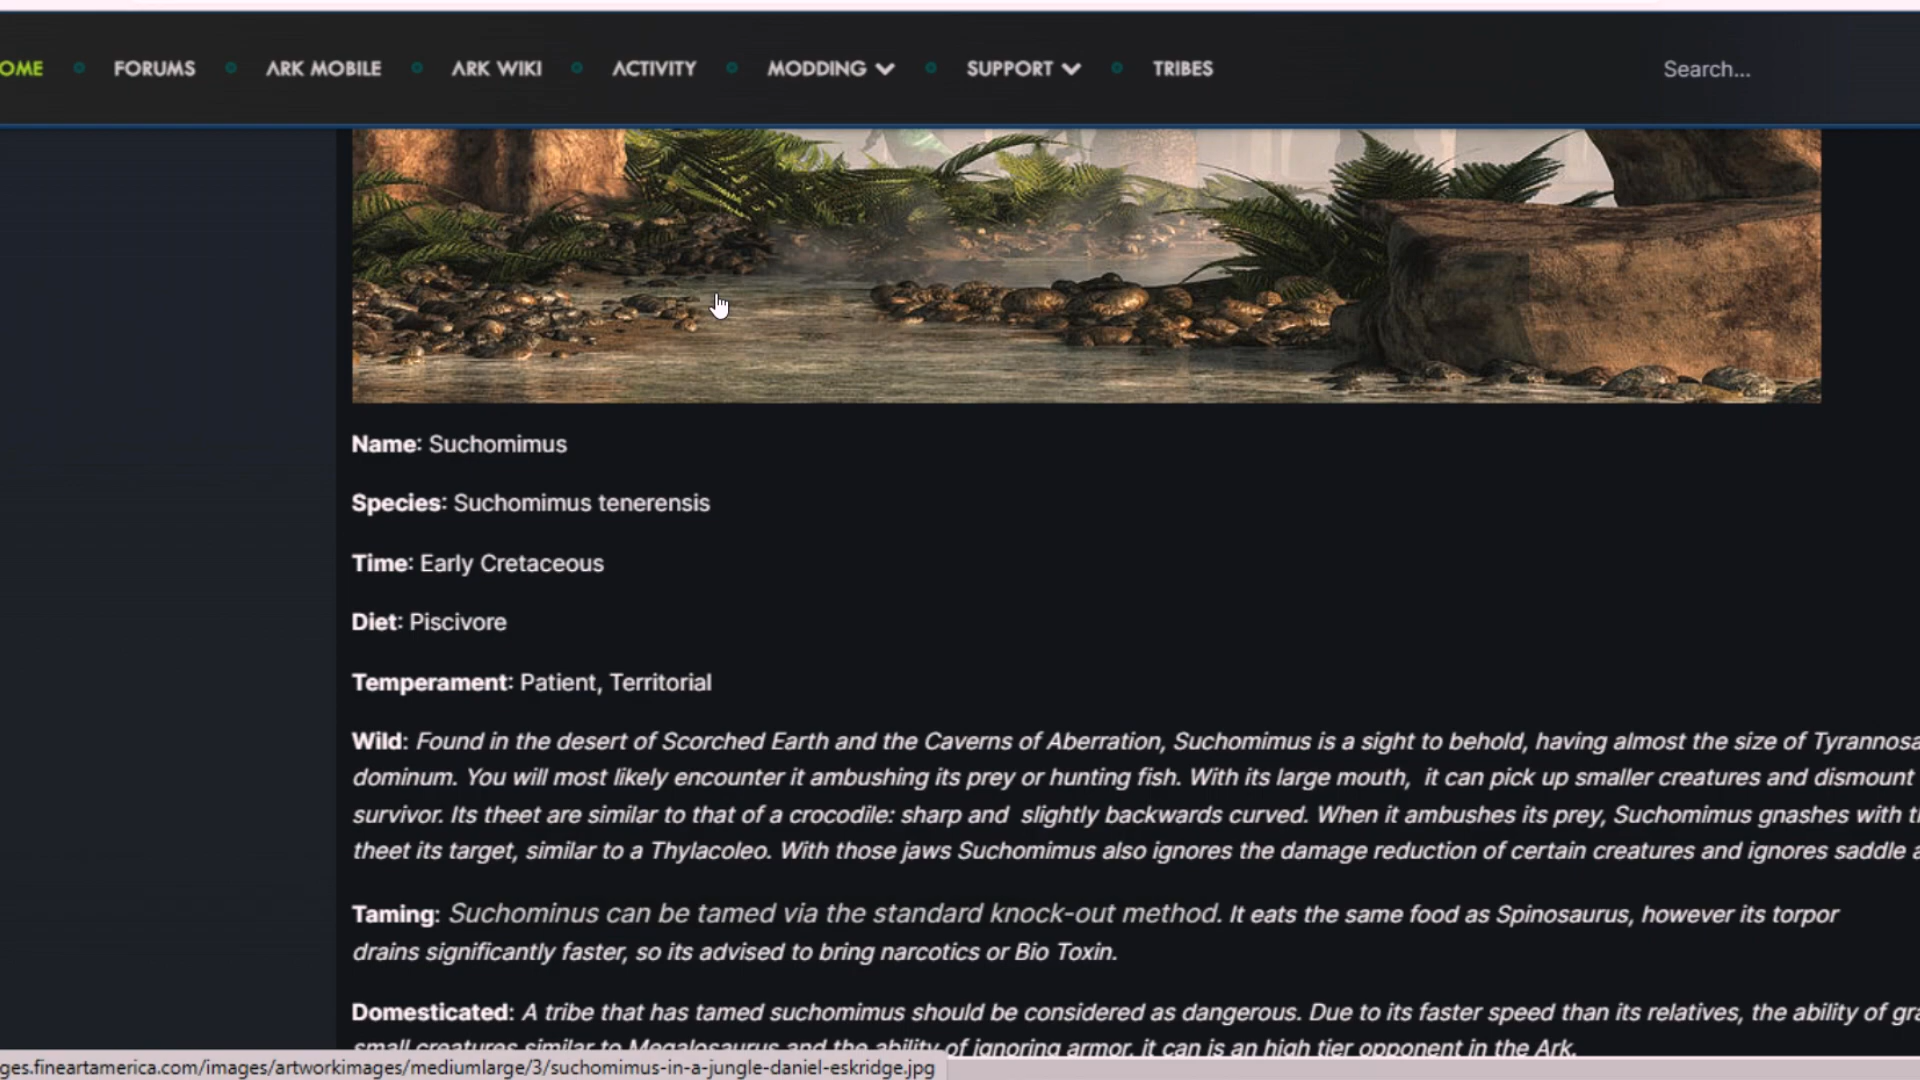 OME FORUMS ARK MOBILE ARK WIKI ACTIVITY MODDING SUPPORT TRIBES Search...
Name: Suchomimus
Species: Suchomimus tenerensis
Time: Early Cretaceous
Diet: Piscivore
Temperament: Patient, Territorial
Wild: Found in the desert of Scorched Earth and the Caverns of Aberration, Suchomimus is a sight to behold, having almost the size of Tyrannosa
dominum. You will most likely encounter it ambushing its prey or hunting fish. With its large mouth, it can pick up smaller creatures and dismount
survivor. Its theet are similar to that of a crocodile: sharp and slightly backwards curved. When it ambushes its prey, Suchomimus gnashes with th
theet its target, similar to a Thylacoleo. With those jaws Suchomimus also ignores the damage reduction of certain creatures and ignores saddle a
Taming: Suchominus can be tamed via the standard knock-out method. It eats the same food as Spinosaurus, however its torpor
drains significantly faster, so its advised to bring narcotics or Bio Toxin.
Domesticated: A tribe that has tamed suchomimus should be considered as dangerous. Due to its faster speed than its relatives, the ability of gra
small creatures similar to Megalosaurus and the ability of ignoring armor, it can is an high tier opponent in the Ark.
ges.fineartamerica.com/images/artworkimages/mediumlarge/3/suchomimus-in-a-jungle-daniel-eskridge.jpg